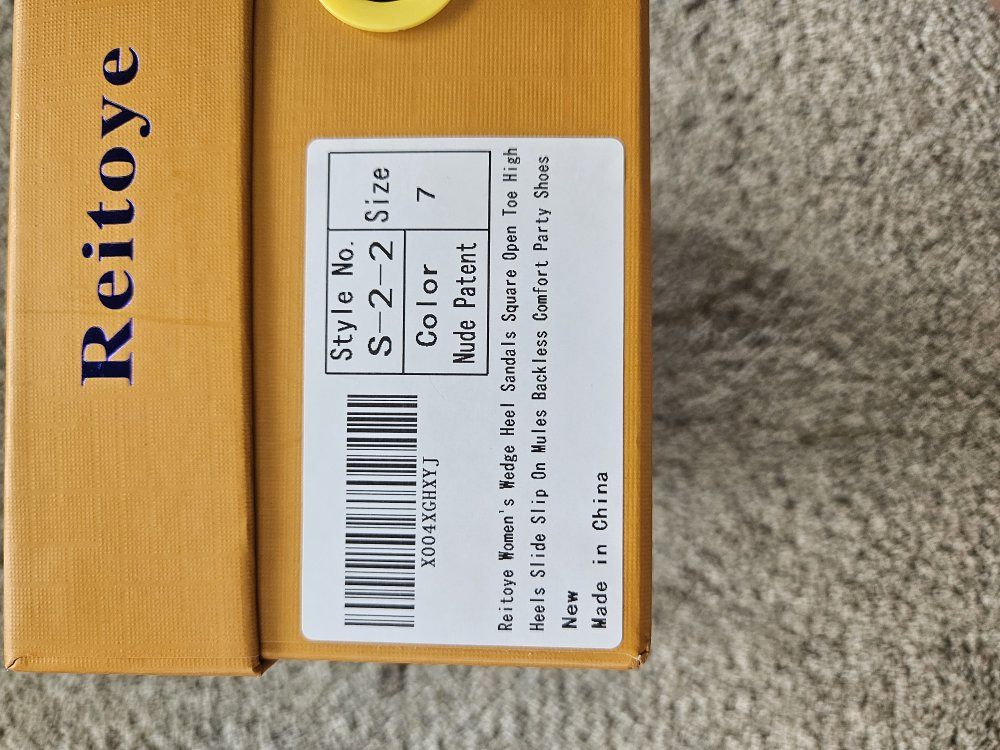 Reitoye
X004XGHXYJ
Style No.
S-2-2
Size
7
Color
Nude Patent
Reitoye Women's Wedge Heel Sandals Square Open Toe High
Heels Slide Slip On Mules Backless Comfort Party Shoes
New
Made in China